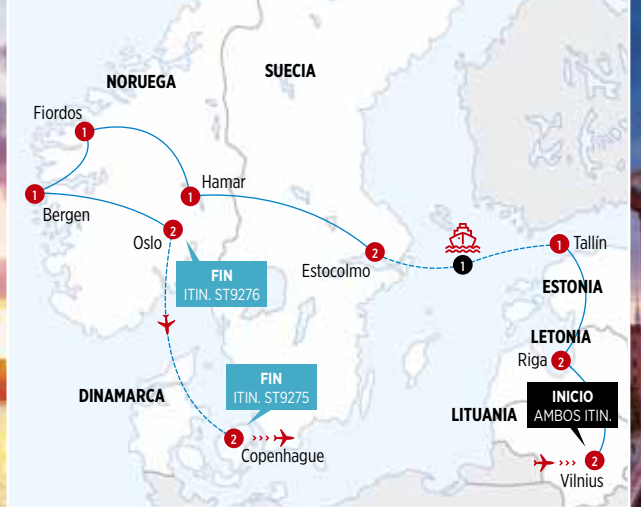 NORUEGA
SUECIA
Fiordos
1
1
Hamar
1
Bergen
2
Oslo
2
Estocolmo
1
1
Tallín
FIN
ITIN. ST9276
ESTONIA
LETONIA
Riga
2
FIN
ITIN. ST9275
DINAMARCA
INICIO
AMBOS ITIN.
LITUANIA
2
Copenhague
2
Vilnius